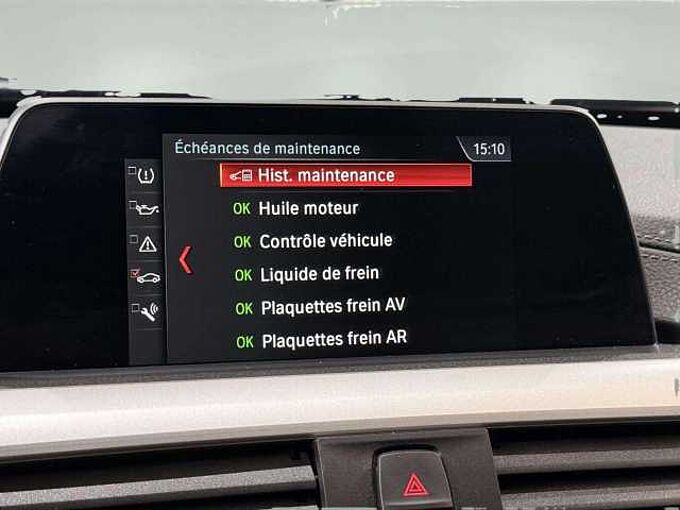 Échéances de maintenance 15:10
Hist. maintenance
OK Huile moteur
OK Contrôle véhicule
OK Liquide de frein
OK Plaquettes frein AV
OK Plaquettes frein AR